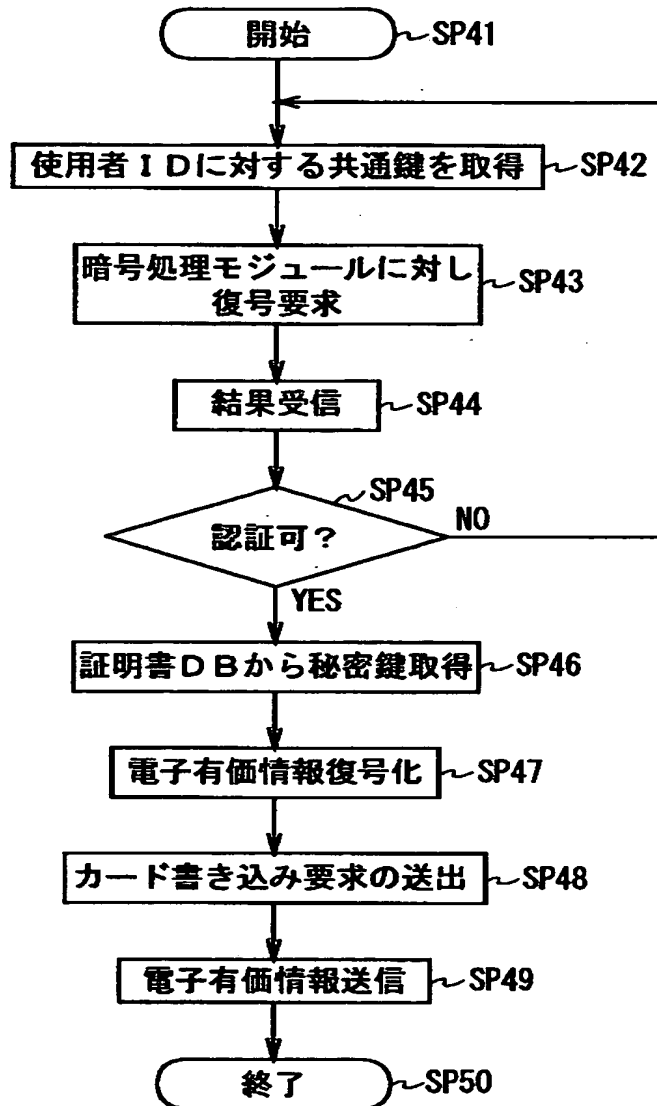 開始 SP41
使用者IDに対する共通鍵を取得 SP42
暗号処理モジュールに対し
復号要求 SP43
結果受信 SP44
SP45
認証可? NO
YES
証明書DBから秘密鍵取得 SP46
電子有価情報復号化 SP47
カード書き込み要求の送出 SP48
電子有価情報送信 SP49
終了 SP50